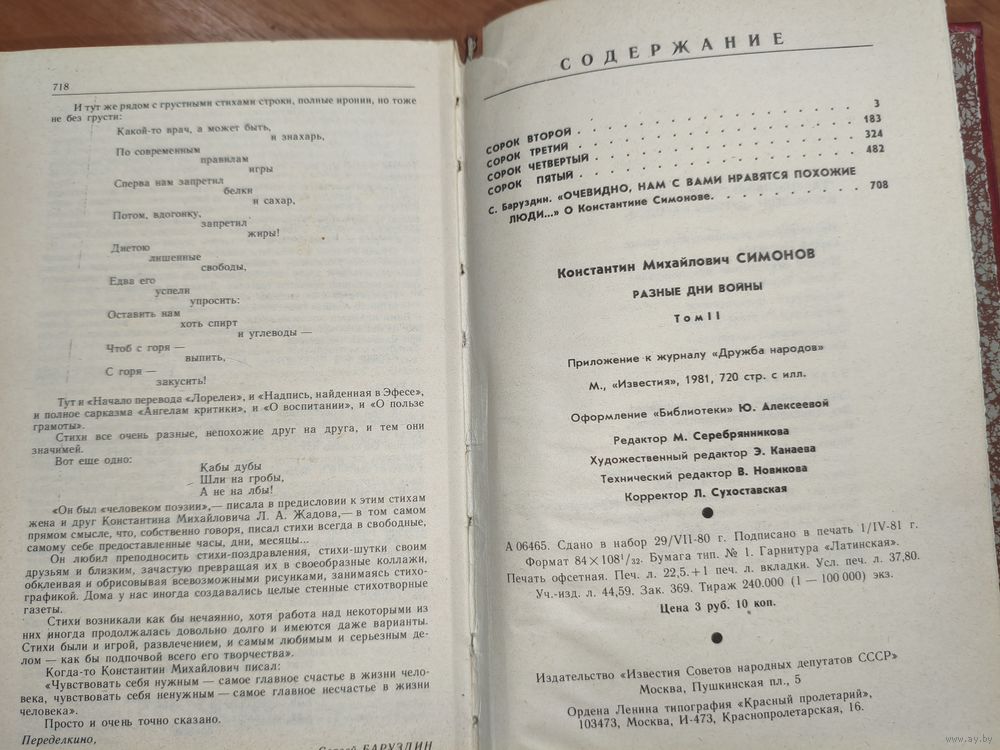 718
И тут же рядом с грустными стихами строки, полные иронии, но тоже
не без грусти:
Какой-то врач, а может быть,
и знахарь,
По современным
правилам
игры
Сперва нам запретил
белки
и сахар,
Потом, вдогонку,
запретил
жиры!
Диетою
лишенные
свободы,
Едва его
успели
упросить:
Оставить нам
хоть спирт
и углеводы —
Чтоб с горя —
выпить,
С горя —
закусить!
Тут и «Начало перевода «Лорелеи», и «Надпись, найденная в Эфесе»,
и полное сарказма «Ангелам критики», и «О воспитании», и «О пользе
грамоты».
Стихи все очень разные, непохожие друг на друга, и тем они
значимей.
Вот еще одно:
Кабы дубы
Шли на гробы,
А не на лбы!
«Он был «человеком поэзии»,— писала в предисловии к этим стихам
жена и друг Константина Михайловича Л. А. Жадова,— в том самом
прямом смысле, что, собственно говоря, писал стихи всегда в свободные,
самому себе предоставленные часы, дни, месяцы...
Он любил преподносить стихи-поздравления, стихи-шутки своим
друзьям и близким, зачастую превращая их в своеобразные коллажи,
обклеивая и обрисовывая всевозможными рисунками, занимаясь стихо-
графикой. Дома у нас иногда создавались целые стенные стихотворные
газеты.
Стихи возникали как бы нечаянно, хотя работа над некоторыми из
них иногда продолжалась довольно долго и имеются даже варианты.
Стихи были и игрой, развлечением, и самым любимым и серьезным де-
лом — как бы подпочвой всего его творчества».
Когда-то Константин Михайлович писал:
«Чувствовать себя нужным — самое главное счастье в жизни чело-
века, чувствовать себя ненужным — самое главное несчастье в жизни
человека».
Просто и очень точно сказано.
Переделкино,
Сергей БАРУЗДИН
СОДЕРЖАНИЕ
СОРОК ВТОРОЙ . . . . . . . . . . 3
СОРОК ТРЕТИЙ . . . . . . . . . . 183
СОРОК ЧЕТВЕРТЫЙ . . . . . . . . . . 324
СОРОК ПЯТЫЙ . . . . . . . . . . 482
С. Баруздин. «ОЧЕВИДНО, НАМ С ВАМИ НРАВЯТСЯ ПОХОЖИЕ
ЛЮДИ...» О Константине Симонове. . . . . . . . 708
Константин Михайлович СИМОНОВ
РАЗНЫЕ ДНИ ВОЙНЫ
Том II
Приложение к журналу «Дружба народов»
М., «Известия», 1981, 720 стр. с илл.
Оформление «Библиотеки» Ю. Алексеевой
Редактор М. Серебрянникова
Художественный редактор Э. Канаева
Технический редактор В. Новикова
Корректор Л. Сухоставская
А 06465. Сдано в набор 29/VII-80 г. Подписано в печать 1/IV-81 г.
Формат 84×108¹/₃₂. Бумага тип. № 1. Гарнитура «Латинская».
Печать офсетная. Печ. л. 22,5.+1 печ. л. вкладки. Усл. печ. л. 37,80.
Уч.-изд. л. 44,59. Зак. 369. Тираж 240.000 (1 — 100 000) экз.
Цена 3 руб. 10 коп.
Издательство «Известия Советов народных депутатов СССР»
Москва, Пушкинская пл., 5
Ордена Ленина типография «Красный пролетарий»,
103473, Москва, И-473, Краснопролетарская, 16.
www.ay.by